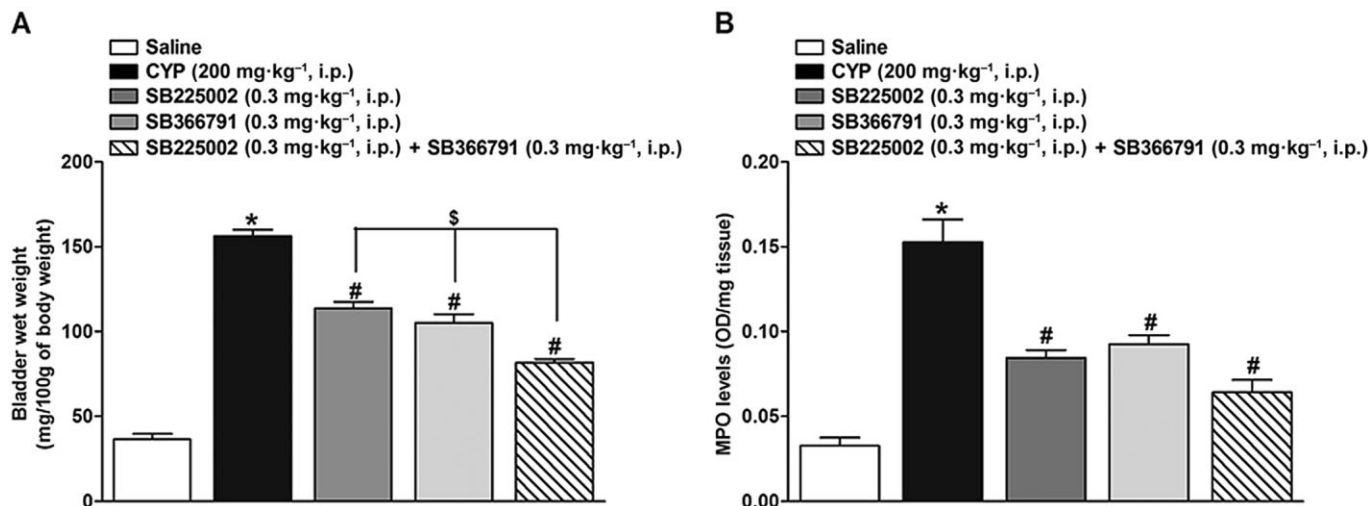 A
Saline
CYP (200 mg·kg⁻¹, i.p.)
SB225002 (0.3 mg·kg⁻¹, i.p.)
SB366791 (0.3 mg·kg⁻¹, i.p.)
SB225002 (0.3 mg·kg⁻¹, i.p.) + SB366791 (0.3 mg·kg⁻¹, i.p.)
Bladder wet weight
(mg/100g of body weight)
200
150
100
50
0
*
#
#
#
$
B
Saline
CYP (200 mg·kg⁻¹, i.p.)
SB225002 (0.3 mg·kg⁻¹, i.p.)
SB366791 (0.3 mg·kg⁻¹, i.p.)
SB225002 (0.3 mg·kg⁻¹, i.p.) + SB366791 (0.3 mg·kg⁻¹, i.p.)
MPO levels (OD/mg tissue)
0.20
0.15
0.10
0.05
0.00
*
#
#
#